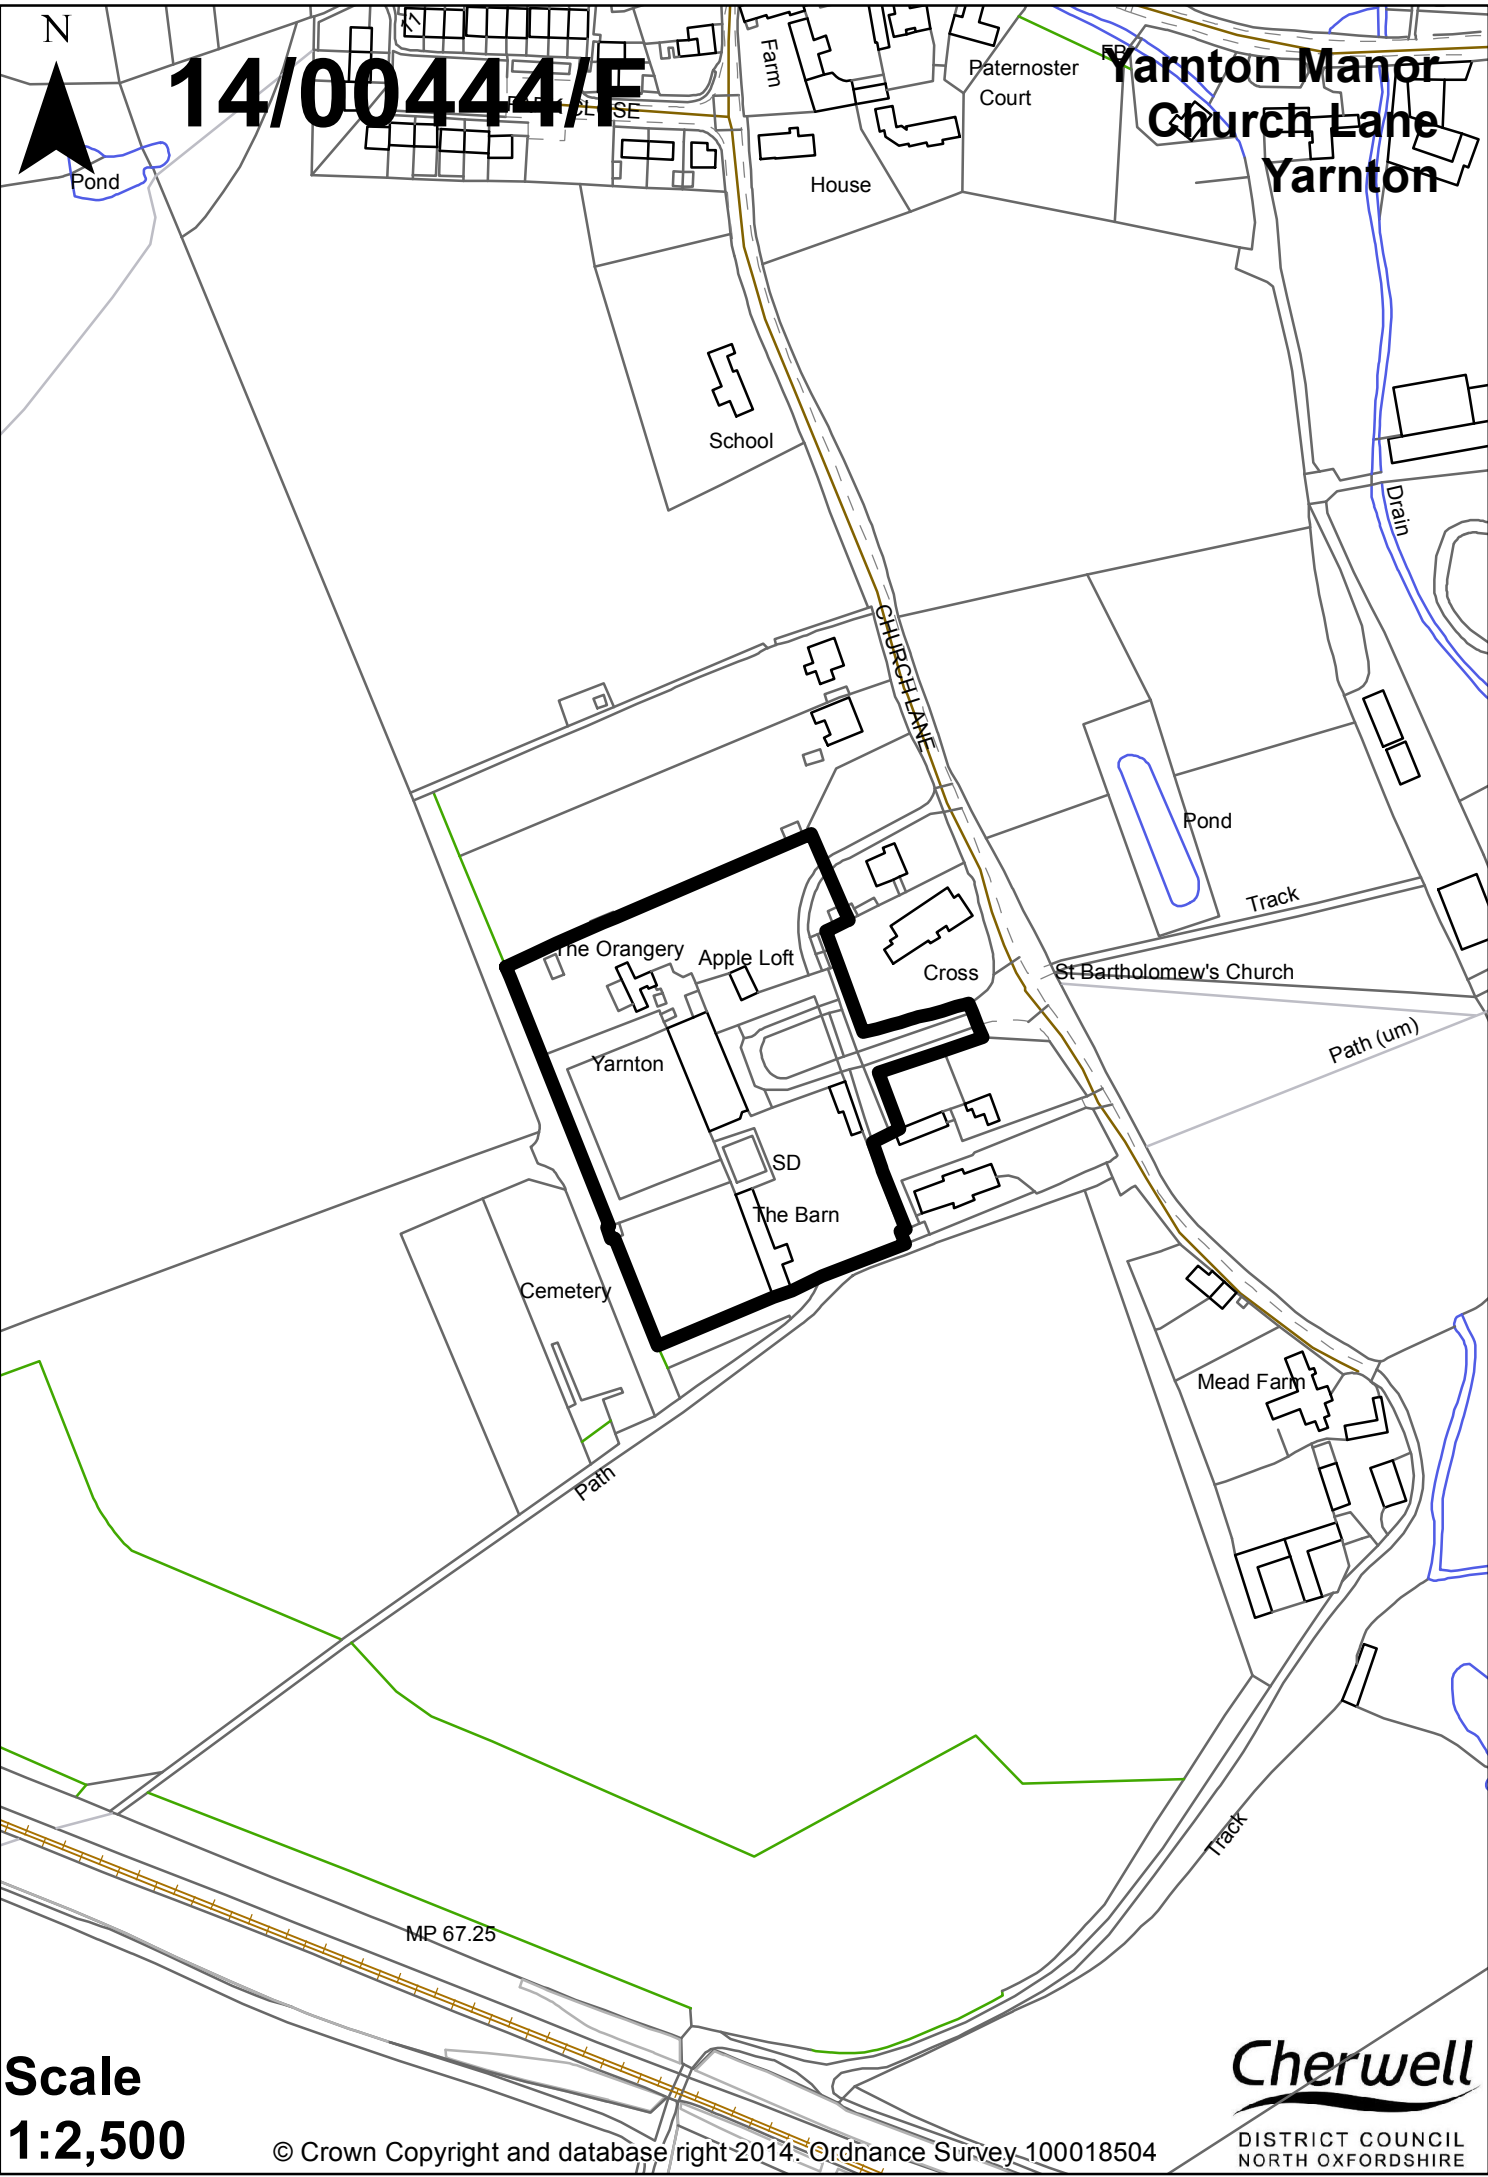 N
14/00444/F
Yarnton Manor
Church Lane
Yarnton
77
Farm
Paternoster
Court
FB
Pond
House
School
Drain
CHURCH LANE
Pond
Track
The Orangery
Apple Loft
Cross
St Bartholomew's Church
Path (um)
Yarnton
SD
The Barn
Cemetery
Mead Farm
Path
Track
MP 67.25
Scale
1:2,500
© Crown Copyright and database right 2014. Ordnance Survey 100018504
Cherwell
DISTRICT COUNCIL
NORTH OXFORDSHIRE